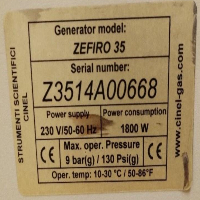 Generator model:
ZEFIRO 35
Serial number:
Z3514A00668
Power supply Power consumption
230 V/50-60 Hz 1800 W
Max. oper. Pressure
9 bar(g) / 130 Psi(g)
Oper. temp: 10-30°C / 50-86°F
STRUMENTI SCIENTIFICI
CINEL
www.cinel-gas.com